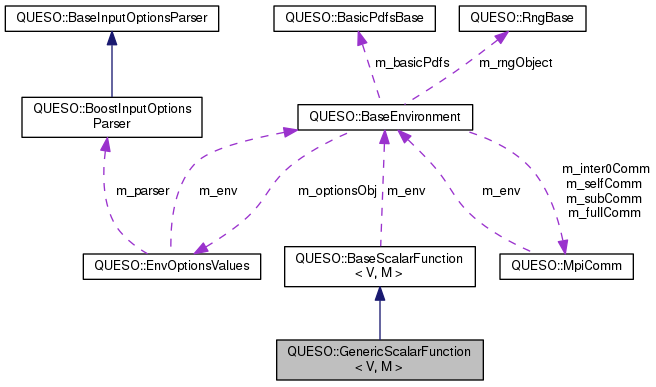 QUESO::BaseInputOptionsParser
QUESO::BasicPdfsBase
QUESO::RngBase
m_basicPdfs
m_rngObject
QUESO::BoostInputOptions
Parser
QUESO::BaseEnvironment
m_parser
m_env
m_optionsObj
m_env
m_env
m_inter0Comm
m_selfComm
m_subComm
m_fullComm
QUESO::EnvOptionsValues
QUESO::BaseScalarFunction
< V, M >
QUESO::MpiComm
QUESO::GenericScalarFunction
< V, M >